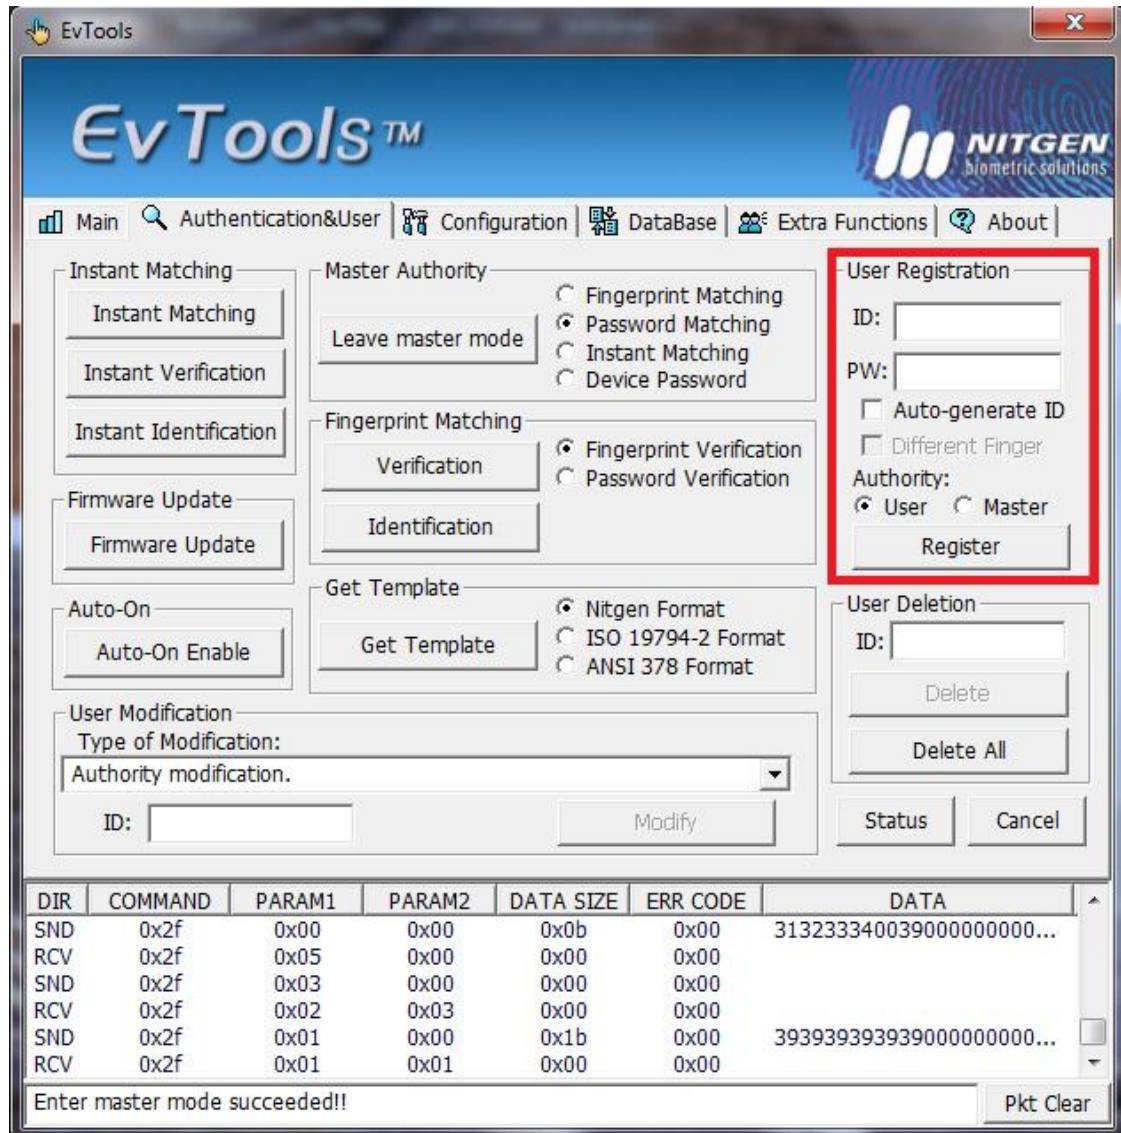 EvTools
EvTools™
NITGEN
biometric solutions
Main Authentication&User Configuration DataBase Extra Functions About
Instant Matching
Instant Matching
Instant Verification
Instant Identification
Firmware Update
Firmware Update
Auto-On
Auto-On Enable
Master Authority
Leave master mode
Fingerprint Matching
Password Matching
Instant Matching
Device Password
Fingerprint Matching
Verification
Identification
Fingerprint Verification
Password Verification
Get Template
Get Template
Nitgen Format
ISO 19794-2 Format
ANSI 378 Format
User Registration
ID:
PW:
Auto-generate ID
Different Finger
Authority:
User Master
Register
User Deletion
ID:
Delete
Delete All
User Modification
Type of Modification:
Authority modification.
ID:
Modify
Status Cancel
DIR COMMAND PARAM1 PARAM2 DATA SIZE ERR CODE DATA
SND 0x2f 0x00 0x00 0x0b 0x00 313233340039000000000...
RCV 0x2f 0x05 0x00 0x00 0x00
SND 0x2f 0x03 0x00 0x00 0x00
RCV 0x2f 0x02 0x03 0x00 0x00
SND 0x2f 0x01 0x00 0x1b 0x00 393939393939000000000...
RCV 0x2f 0x01 0x01 0x00 0x00
Enter master mode succeeded!!
Pkt Clear